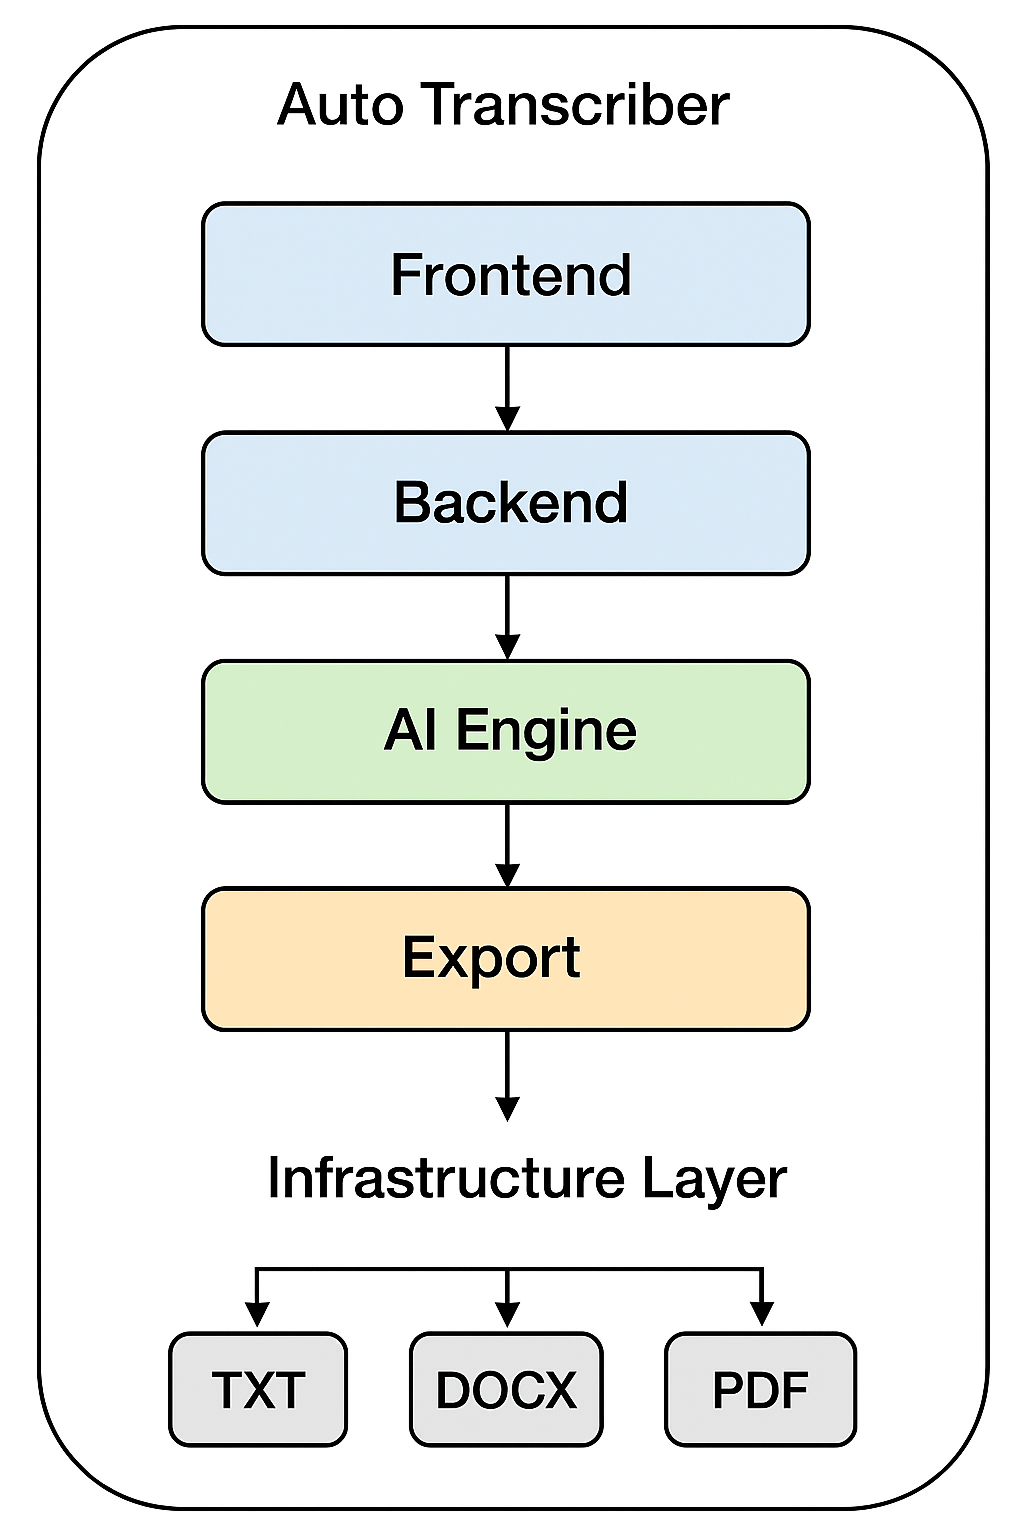 Auto Transcriber
Frontend
Backend
AI Engine
Export
Infrastructure Layer
TXT
DOCX
PDF